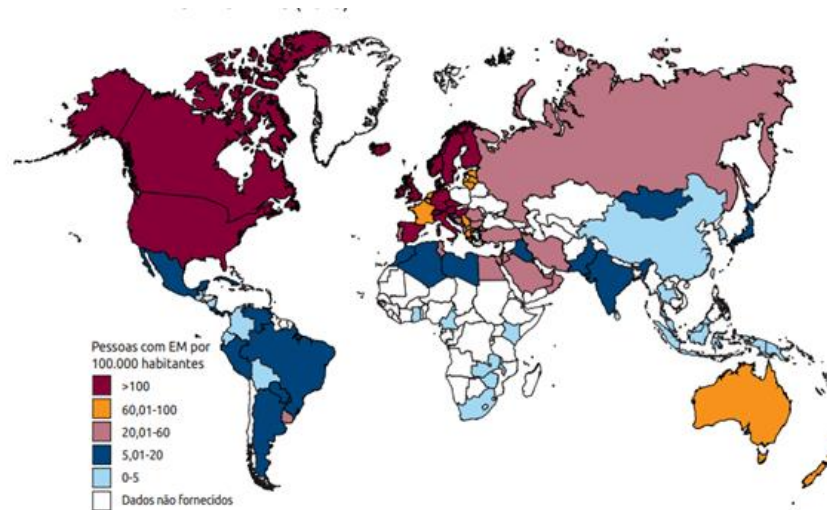 Pessoas com EM por
100.000 habitantes
>100
60,01-100
20,01-60
5,01-20
0-5
Dados não fornecidos